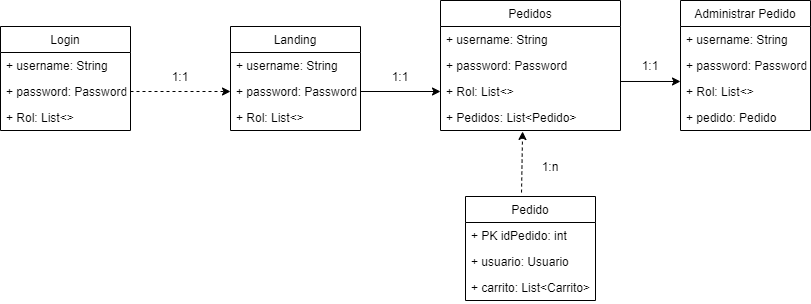 Login
+ username: String
+ password: Password
+ Rol: List<>
1:1
Landing
+ username: String
+ password: Password
+ Rol: List<>
1:1
Pedidos
+ username: String
+ password: Password
+ Rol: List<>
+ Pedidos: List<Pedido>
1:1
Administrar Pedido
+ username: String
+ password: Password
+ Rol: List<>
+ pedido: Pedido
1:n
Pedido
+ PK idPedido: int
+ usuario: Usuario
+ carrito: List<Carrito>